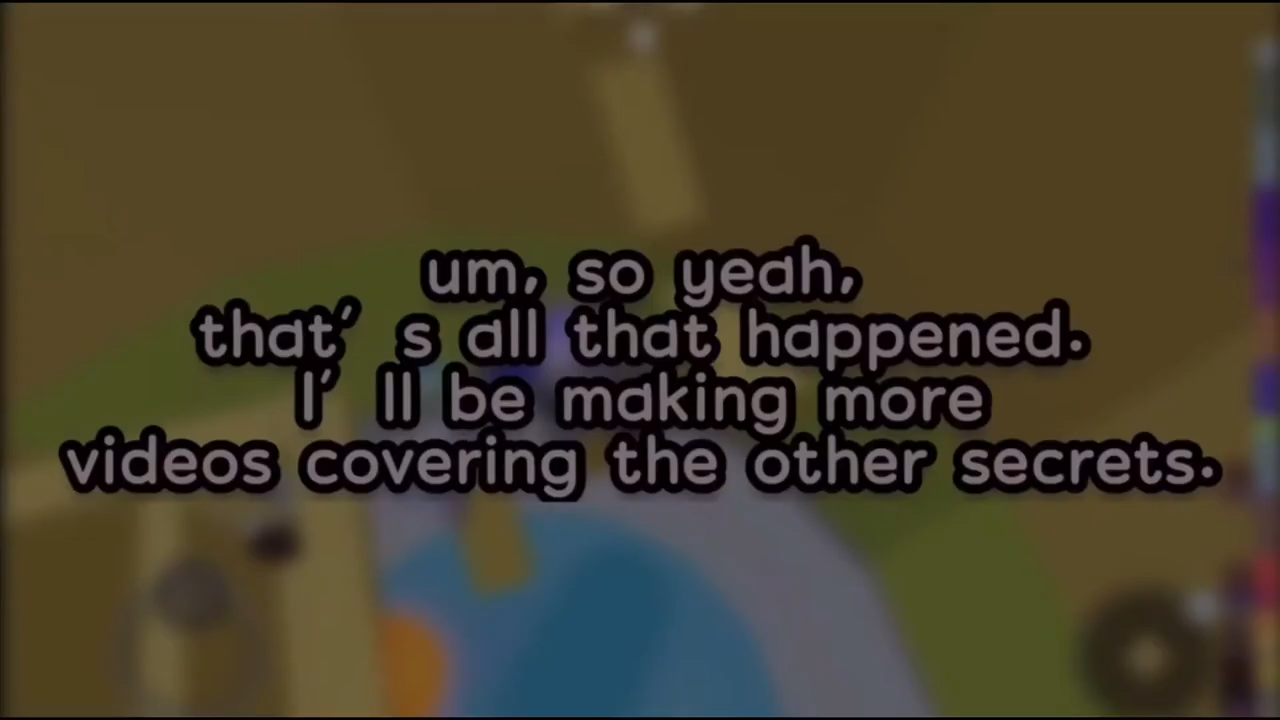 um, so yeah,
that’s all that happened.
I’ll be making more
videos covering the other secrets.